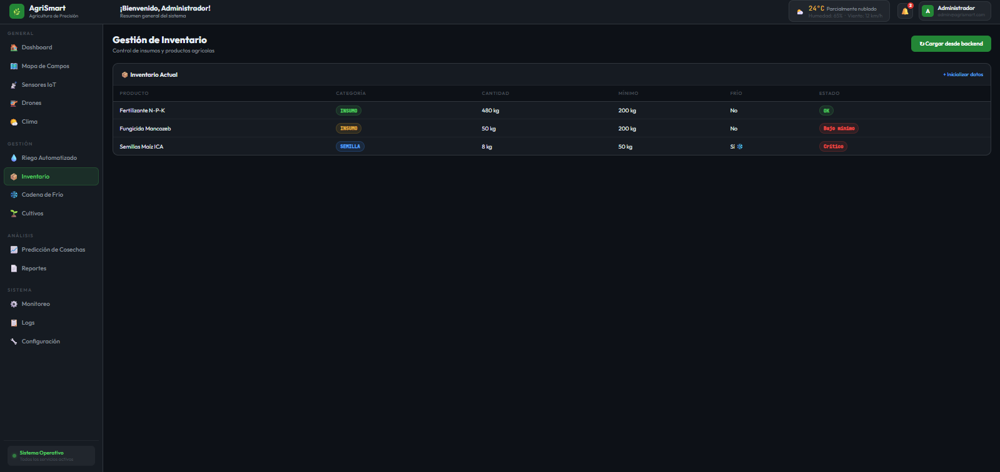 AgriSmart
Agricultura de Precisión
¡Bienvenido, Administrador!
Resumen general del sistema
24°C Parcialmente nublado
Humedad: 65% · Viento: 12 km/h
2
A
Administrador
admin@agrismart.com
GENERAL
Dashboard
Mapa de Campos
Sensores IoT
Drones
Clima
GESTIÓN
Riego Automatizado
Inventario
Cadena de Frío
Cultivos
ANÁLISIS
Predicción de Cosechas
Reportes
SISTEMA
Monitoreo
Logs
Configuración
Sistema Operativo
Todos los servicios activos
Gestión de Inventario
Control de insumos y productos agrícolas
↻ Cargar desde backend
Inventario Actual
+ Inicializar datos
PRODUCTO CATEGORÍA CANTIDAD MÍNIMO FRÍO ESTADO
Fertilizante N-P-K INSUMO 480 kg 200 kg No OK
Fungicida Mancozeb INSUMO 50 kg 200 kg No Bajo mínimo
Semillas Maíz ICA SEMILLA 8 kg 50 kg Sí Crítico